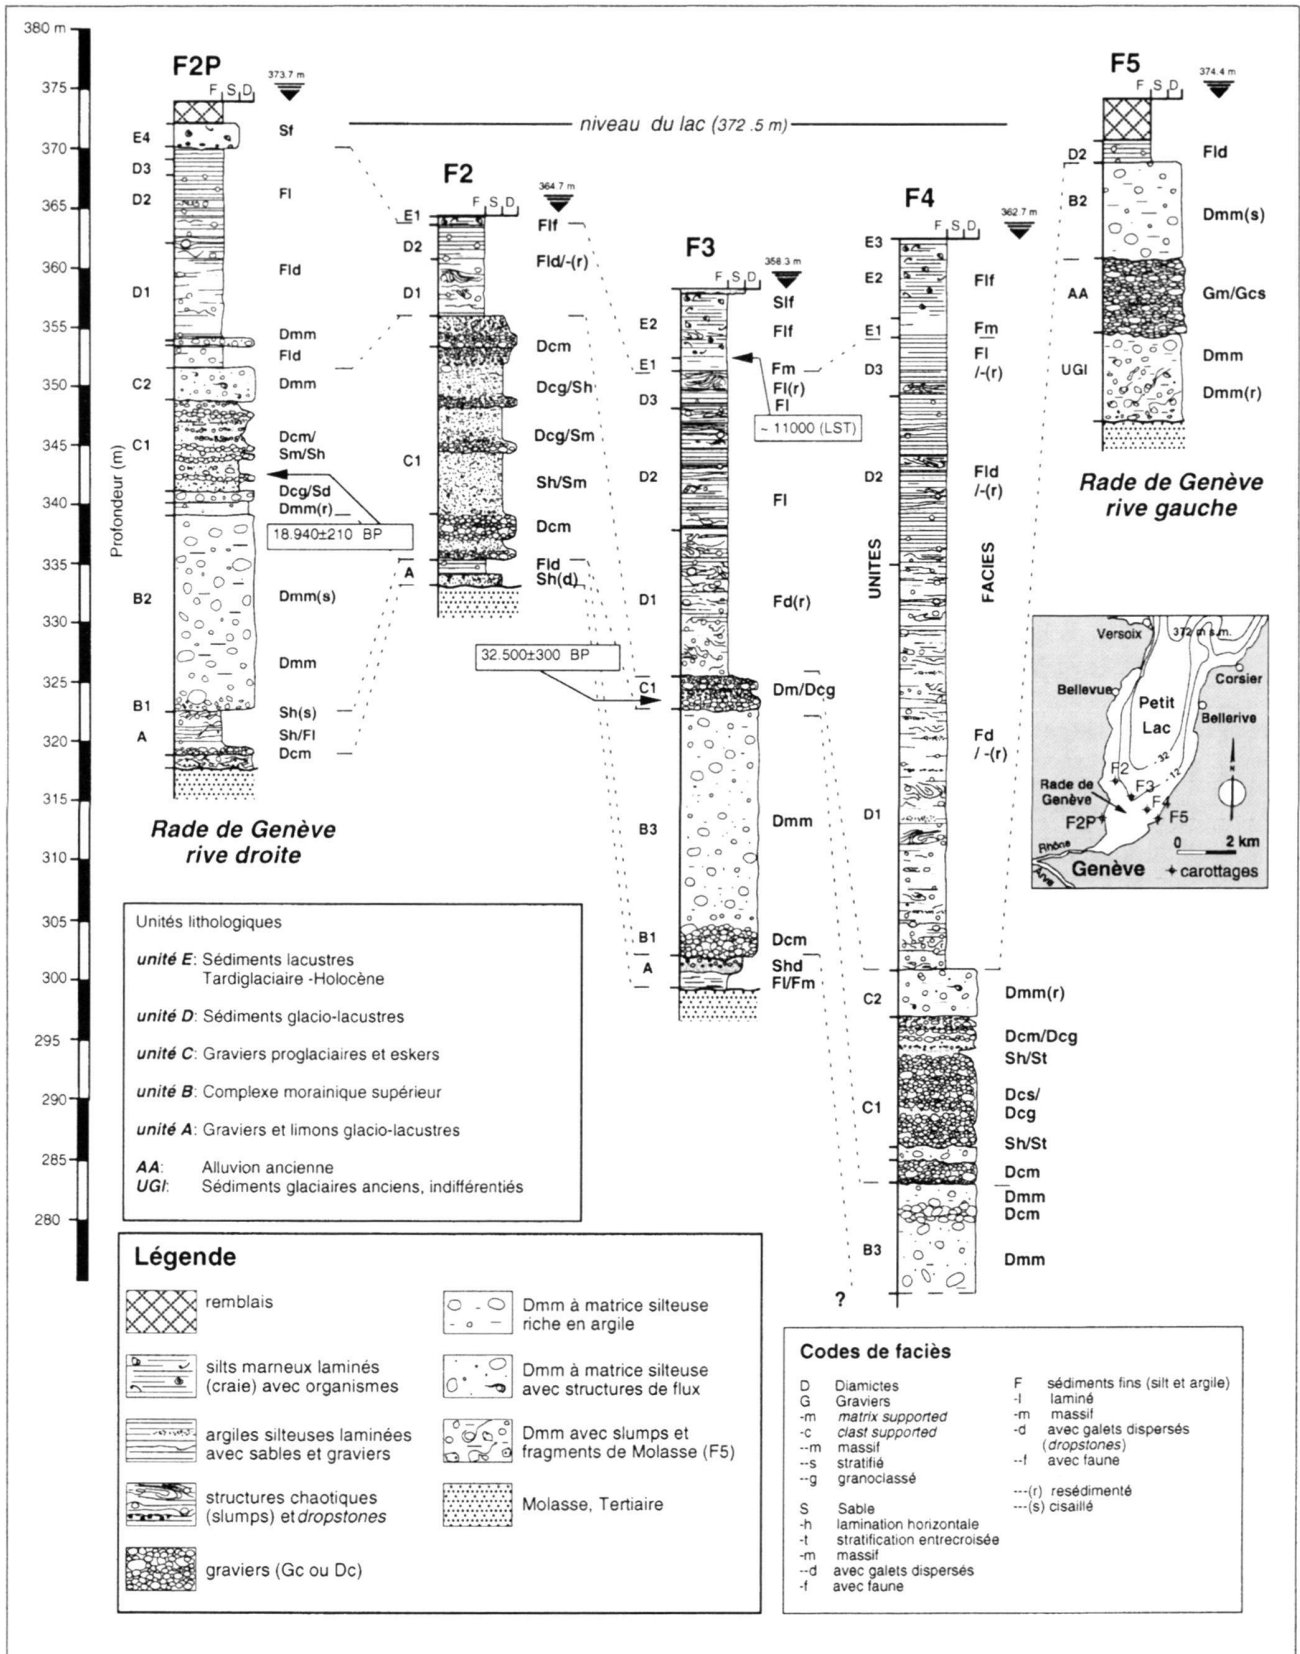 380 m
375
370
365
360
355
350
345
340
335
330
325
320
315
310
305
300
295
290
285
280
Profondeur (m)
niveau du lac (372 .5 m)
F2P
373.7 m
F S D
E4
D3
D2
D1
C2
C1
B2
B1
A
Sf
Fl
Fld
Dmm
Fld
Dmm
Dcm/
Sm/Sh
Dcg/Sd
Dmm(r)
18.940±210 BP
Dmm(s)
Dmm
Sh(s)
Sh/Fl
Dcm
Rade de Genève
rive droite
F2
364.7 m
F S D
E1
D2
D1
C1
A
Flf
Fld/-(r)
Dcm
Dcg/Sh
Dcg/Sm
Sh/Sm
Dcm
Fld
Sh(d)
F3
358.3 m
F S D
E2
E1
D3
D2
D1
C1
B3
B1
A
Slf
Flf
Fm
Fl(r)
Fl
~ 11000 (LST)
Fl
Fd(r)
32.500±300 BP
Dm/Dcg
Dmm
Dcm
Shd
Fl/Fm
F4
362.7 m
F S D
E3
E2
E1
D3
D2
UNITES
D1
C2
C1
B3
?
Flf
Fm
Fl
/-(r)
Fld
/-(r)
FACIES
Fd
/ -(r)
Dmm(r)
Dcm/Dcg
Sh/St
Dcs/
Dcg
Sh/St
Dcm
Dmm
Dcm
Dmm
F5
374.4 m
F S D
D2
B2
AA
UGI
Fld
Dmm(s)
Gm/Gcs
Dmm
Dmm(r)
Rade de Genève
rive gauche
Versoix
372 m s.m.
Corsier
Bellevue
Petit
Lac
Bellerive
32
12
N
F2
F3
F4
F5
F2P
Rade de
Genève
Rhône
Arve
Genève
0 2 km
carottages
Unités lithologiques
unité E: Sédiments lacustres
Tardiglaciaire -Holocène
unité D: Sédiments glacio-lacustres
unité C: Graviers proglaciaires et eskers
unité B: Complexe morainique supérieur
unité A: Graviers et limons glacio-lacustres
AA: Alluvion ancienne
UGI: Sédiments glaciaires anciens, indifférentiés
Légende
remblais
silts marneux laminés
(craie) avec organismes
argiles silteuses laminées
avec sables et graviers
structures chaotiques
(slumps) et dropstones
graviers (Gc ou Dc)
Dmm à matrice silteuse
riche en argile
Dmm à matrice silteuse
avec structures de flux
Dmm avec slumps et
fragments de Molasse (F5)
Molasse, Tertiaire
Codes de faciès
D Diamictes
G Graviers
-m matrix supported
-c clast supported
--m massif
--s stratifié
--g granoclassé
S Sable
-h lamination horizontale
-t stratification entrecroisée
-m massif
--d avec galets dispersés
-f avec faune
F sédiments fins (silt et argile)
-l laminé
-m massif
-d avec galets dispersés
(dropstones)
--f avec faune
---(r) resédimenté
---(s) cisaillé